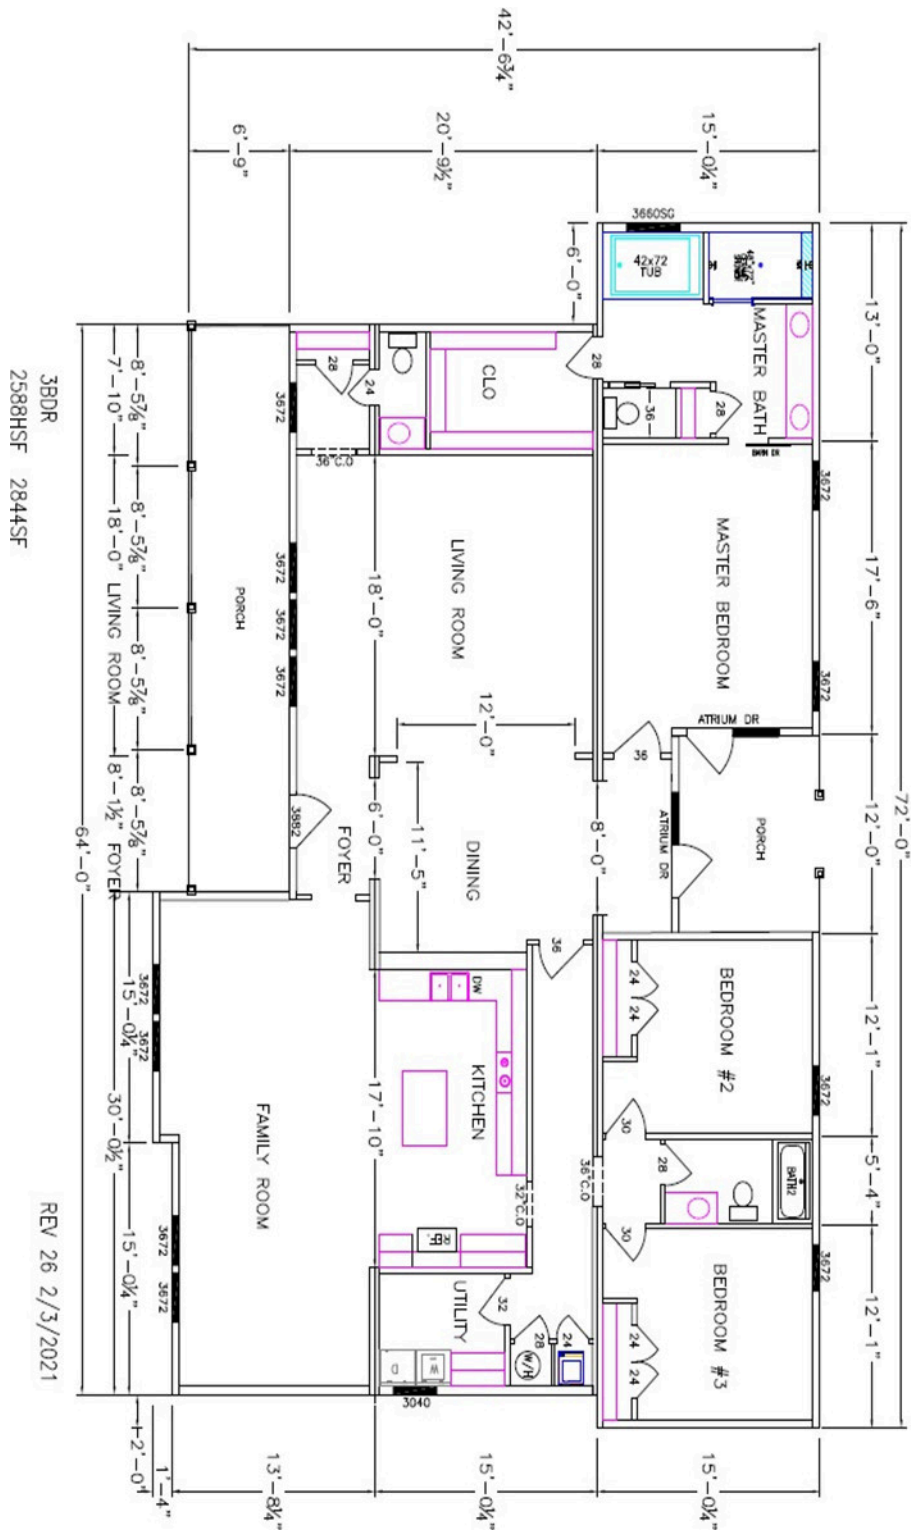 72'-0"
13'-0"
17'-6"
12'-0"
12'-1"
5'-4"
12'-1"
42'-6¾"
15'-0¼"
20'-9½"
6'-9"
3672
3672
3672
3672
3660SG
42x72
TUB
MASTER BATH
28
36
BARN DR
MASTER BEDROOM
ATRIUM DR
36
PORCH
ATRIUM DR
BEDROOM #2
24
24
30
BATH2
28
30
BEDROOM #3
24
24
15'-0¼"
6'-0"
28
CLO
8'-0"
36
36"C.O
LIVING ROOM
12'-0"
DINING
11'-5"
DW
KITCHEN
32"C.O
REF.
UTILITY
32
28
W/H
24
W
D
3040
15'-0¼"
24
28
36"C.O
18'-0"
6'-0"
17'-10"
FOYER
3882
FAMILY ROOM
13'-8¼"
3672
3672
3672
3672
PORCH
3672
3672
3672
3672
1'-4"
2'-0"
8'-5⅞"
8'-5⅞"
8'-5⅞"
8'-5⅞"
15'-0¼"
15'-0¼"
7'-10"
18'-0" LIVING ROOM
8'-1½" FOYER
30'-0½"
64'-0"
3BDR
2588HSF 2844SF
REV 26 2/3/2021